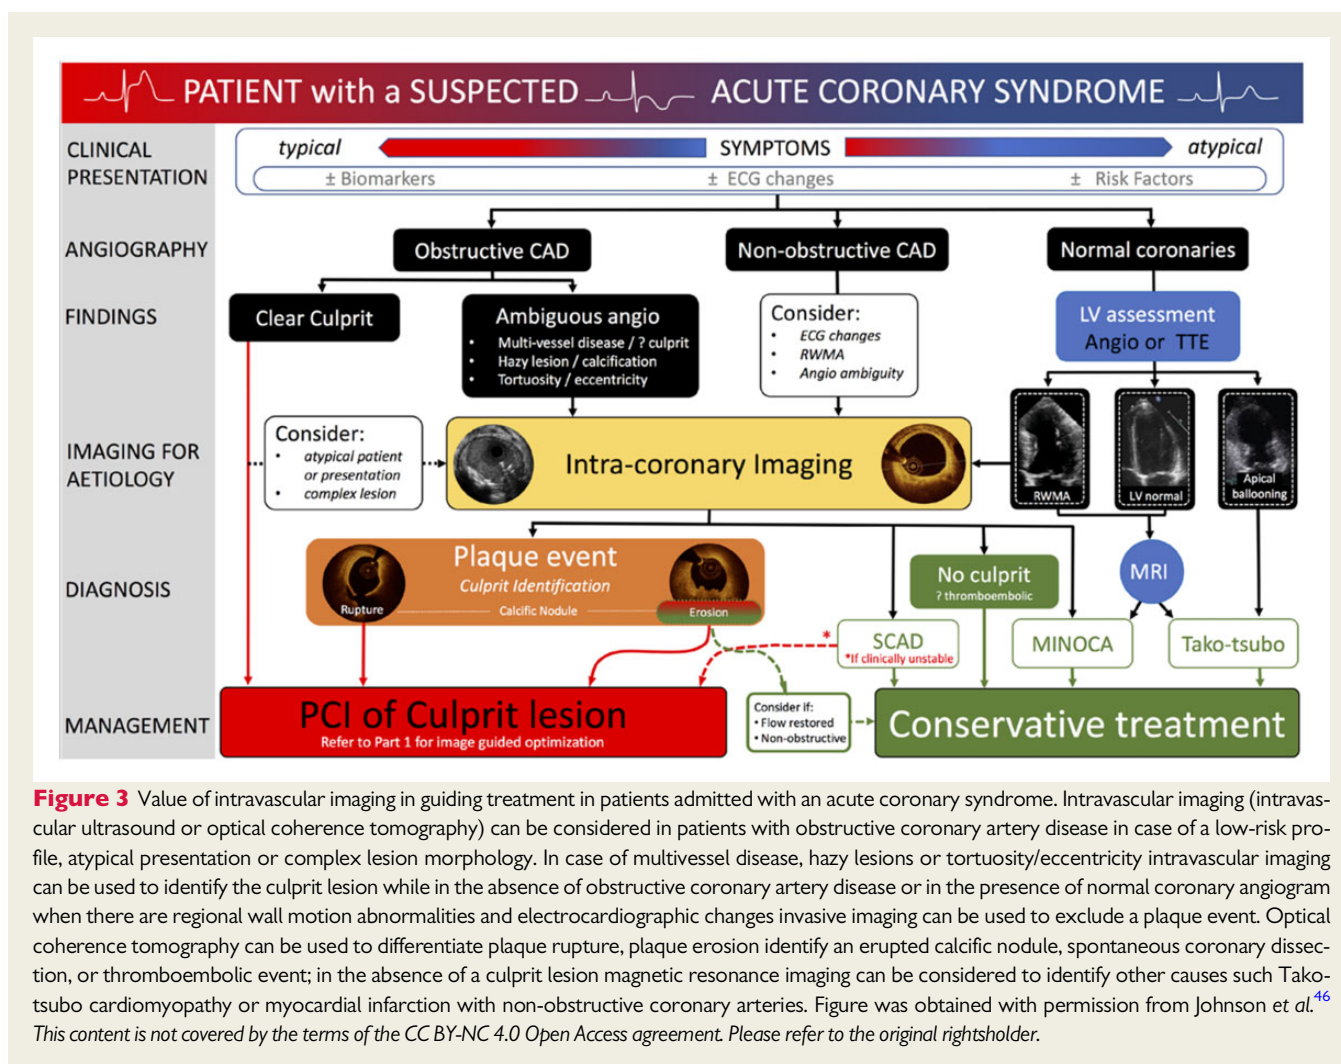 PATIENT with a SUSPECTED ACUTE CORONARY SYNDROME
CLINICAL
PRESENTATION
typical SYMPTOMS atypical
± Biomarkers ± ECG changes ± Risk Factors
ANGIOGRAPHY
Obstructive CAD
Non-obstructive CAD
Normal coronaries
FINDINGS
Clear Culprit
Ambiguous angio
• Multi-vessel disease / ? culprit
• Hazy lesion / calcification
• Tortuosity / eccentricity
Consider:
• ECG changes
• RWMA
• Angio ambiguity
LV assessment
Angio or TTE
IMAGING FOR
AETIOLOGY
Consider:
• atypical patient
or presentation
• complex lesion
Intra-coronary Imaging
RWMA
LV normal
Apical
ballooning
DIAGNOSIS
Plaque event
Culprit Identification
Rupture
Calcific Nodule
Erosion
No culprit
? thromboembolic
MRI
*
SCAD
*If clinically unstable
MINOCA
Tako-tsubo
MANAGEMENT
PCI of Culprit lesion
Refer to Part 1 for image guided optimization
Consider if:
• Flow restored
• Non-obstructive
Conservative treatment
Figure 3 Value of intravascular imaging in guiding treatment in patients admitted with an acute coronary syndrome. Intravascular imaging (intravas-
cular ultrasound or optical coherence tomography) can be considered in patients with obstructive coronary artery disease in case of a low-risk pro-
file, atypical presentation or complex lesion morphology. In case of multivessel disease, hazy lesions or tortuosity/eccentricity intravascular imaging
can be used to identify the culprit lesion while in the absence of obstructive coronary artery disease or in the presence of normal coronary angiogram
when there are regional wall motion abnormalities and electrocardiographic changes invasive imaging can be used to exclude a plaque event. Optical
coherence tomography can be used to differentiate plaque rupture, plaque erosion identify an erupted calcific nodule, spontaneous coronary dissec-
tion, or thromboembolic event; in the absence of a culprit lesion magnetic resonance imaging can be considered to identify other causes such Tako-
tsubo cardiomyopathy or myocardial infarction with non-obstructive coronary arteries. Figure was obtained with permission from Johnson et al.46
This content is not covered by the terms of the CC BY-NC 4.0 Open Access agreement. Please refer to the original rightsholder.